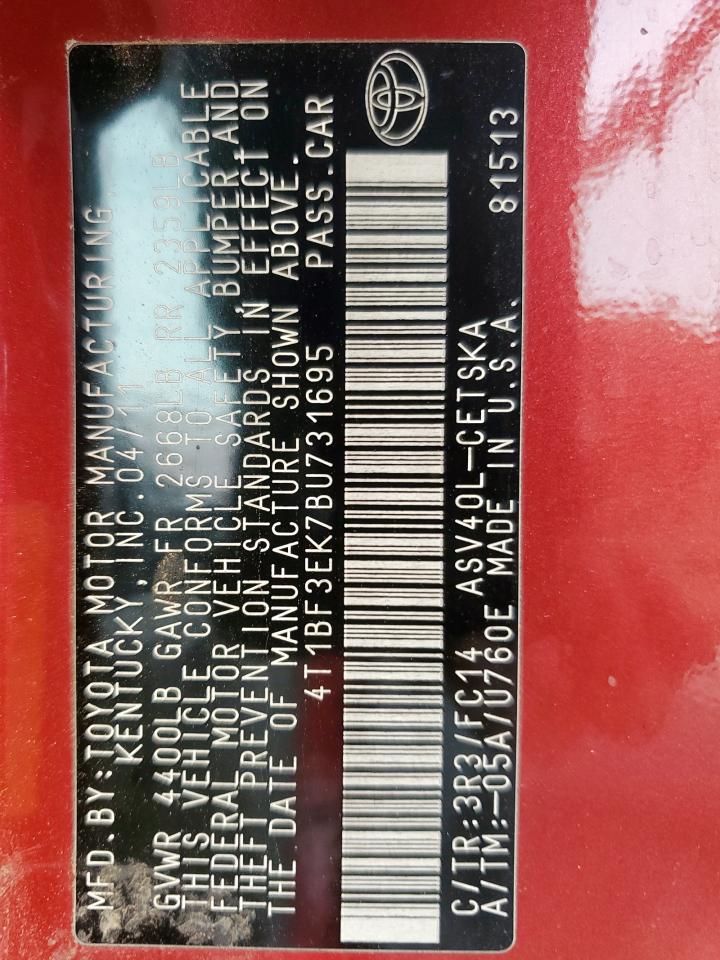 MFD.BY:TOYOTA MOTOR MANUFACTURING,
KENTUCKY,INC.04/11
GVWR 4400LB GAWR FR 2668LB RR 2359LB
THIS VEHICLE CONFORMS TO ALL APPLICABLE
FEDERAL MOTOR VEHICLE SAFETY,BUMPER,AND
THEFT PREVENTION STANDARDS IN EFFECT ON
THE DATE OF MANUFACTURE SHOWN ABOVE.
4T1BF3EK7BU731695 PASS.CAR
C/TR:3R3/FC14 ASV40L-CETSKA
A/TM:-05A/U760E MADE IN U.S.A. 81513